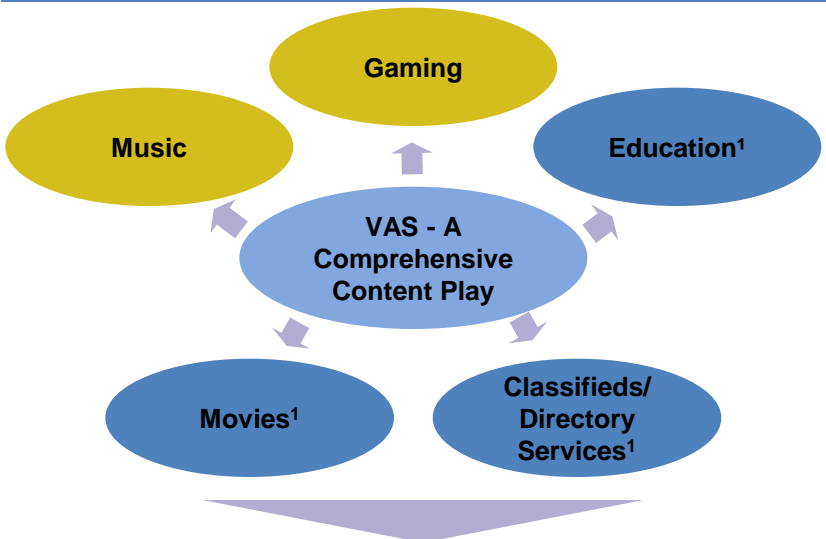 Gaming
Music
Education¹
VAS - A
Comprehensive
Content Play
Movies¹
Classifieds/
Directory
Services¹